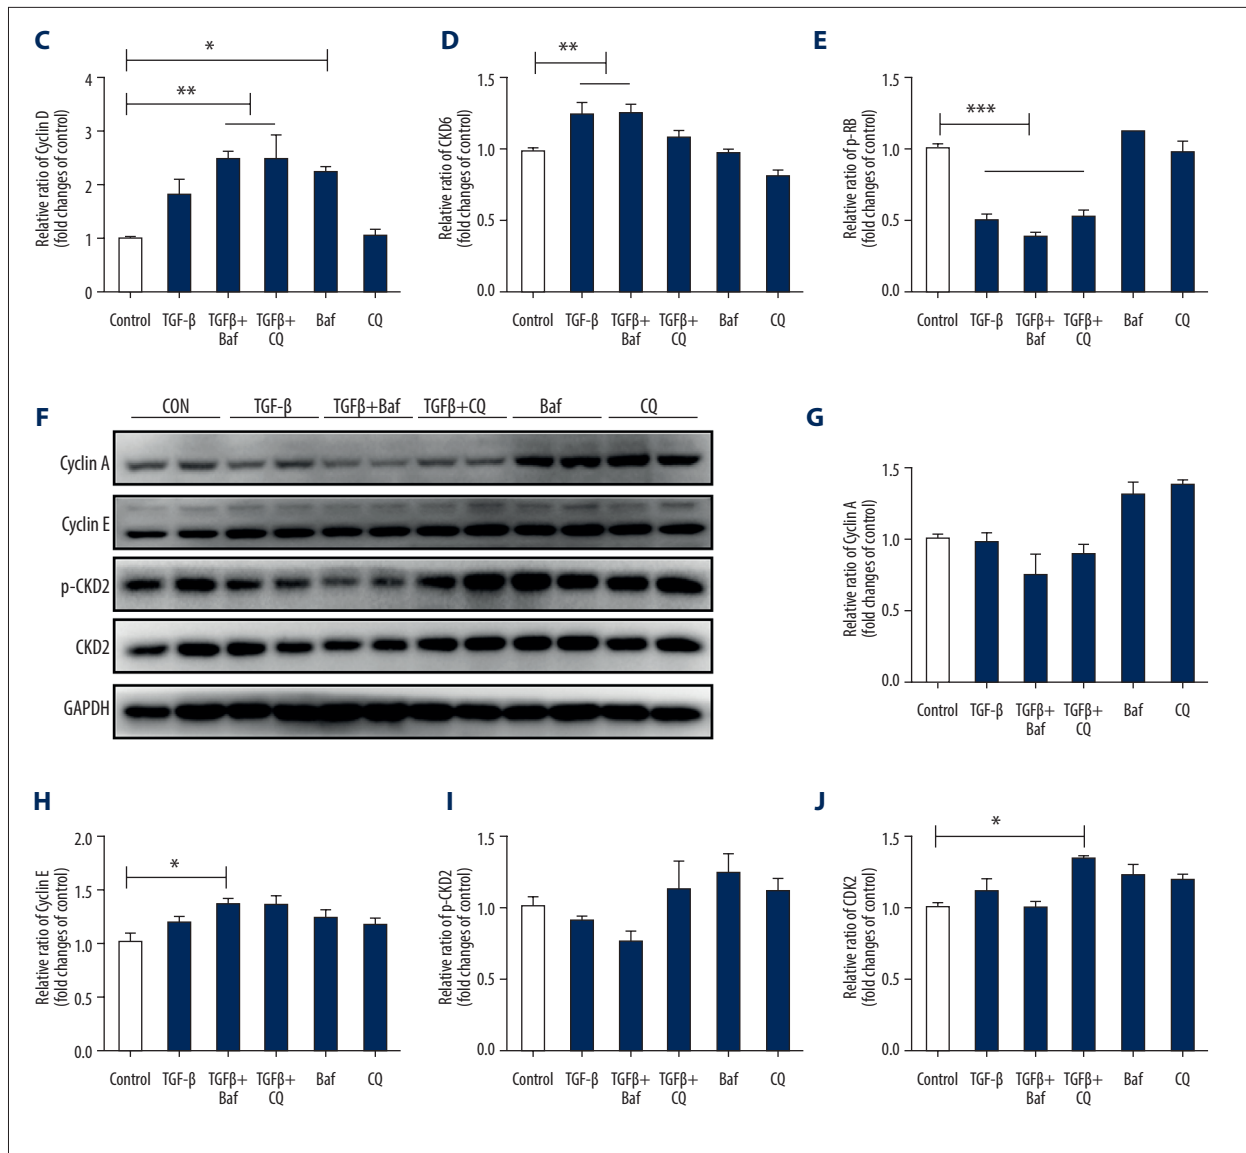 C
Relative ratio of Cyclin D
(fold changes of control)
4
3
2
1
0
*
**
Control
TGF-β
TGFβ+
Baf
TGFβ+
CQ
Baf
CQ
D
Relative ratio of CKD6
(fold changes of control)
1.5
1.0
0.5
0.0
**
Control
TGF-β
TGFβ+
Baf
TGFβ+
CQ
Baf
CQ
E
Relative ratio of p-RB
(fold changes of control)
1.5
1.0
0.5
0.0
***
Control
TGF-β
TGFβ+
Baf
TGFβ+
CQ
Baf
CQ
F
CON
TGF-β
TGFβ+Baf
TGFβ+CQ
Baf
CQ
Cyclin A
Cyclin E
p-CKD2
CKD2
GAPDH
G
Relative ratio of Cyclin A
(fold changes of control)
1.5
1.0
0.5
0.0
Control
TGF-β
TGFβ+
Baf
TGFβ+
CQ
Baf
CQ
H
Relative ratio of Cyclin E
(fold changes of control)
2.0
1.5
1.0
0.5
0.0
*
Control
TGF-β
TGFβ+
Baf
TGFβ+
CQ
Baf
CQ
I
Relative ratio of p-CKD2
(fold changes of control)
1.5
1.0
0.5
0.0
Control
TGF-β
TGFβ+
Baf
TGFβ+
CQ
Baf
CQ
J
Relative ratio of CDK2
(fold changes of control)
1.5
1.0
0.5
0.0
*
Control
TGF-β
TGFβ+
Baf
TGFβ+
CQ
Baf
CQ